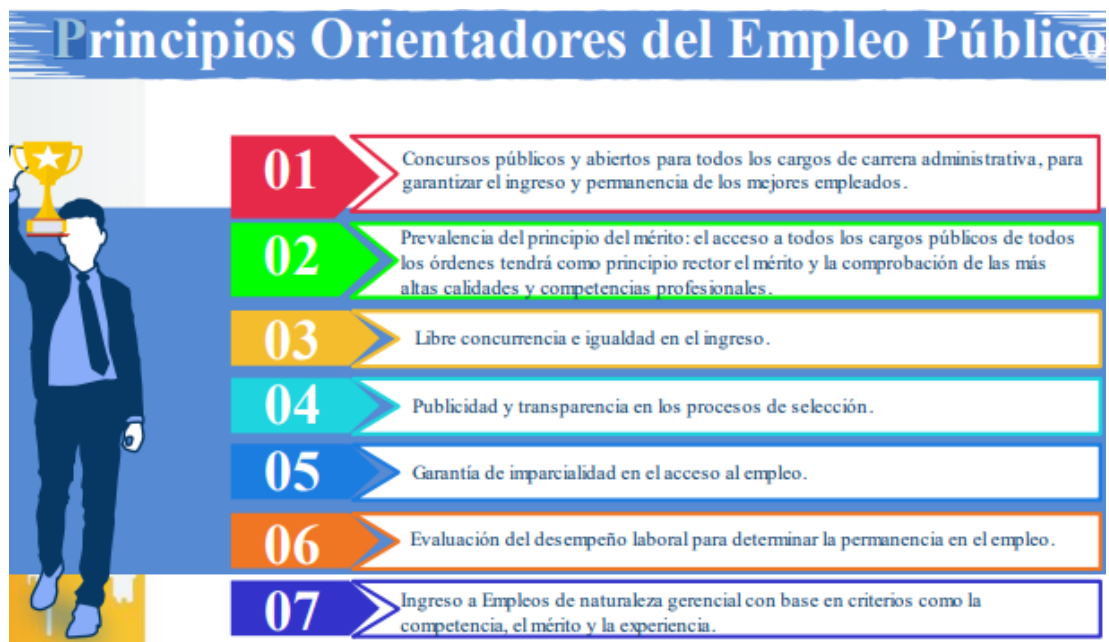 Principios Orientadores del Empleo Público
01
Concursos públicos y abiertos para todos los cargos de carrera administrativa, para
garantizar el ingreso y permanencia de los mejores empleados.
02
Prevalencia del principio del mérito: el acceso a todos los cargos públicos de todos
los órdenes tendrá como principio rector el mérito y la comprobación de las más
altas calidades y competencias profesionales.
03
Libre concurrencia e igualdad en el ingreso.
04
Publicidad y transparencia en los procesos de selección.
05
Garantía de imparcialidad en el acceso al empleo.
06
Evaluación del desempeño laboral para determinar la permanencia en el empleo.
07
Ingreso a Empleos de naturaleza gerencial con base en criterios como la
competencia, el mérito y la experiencia.